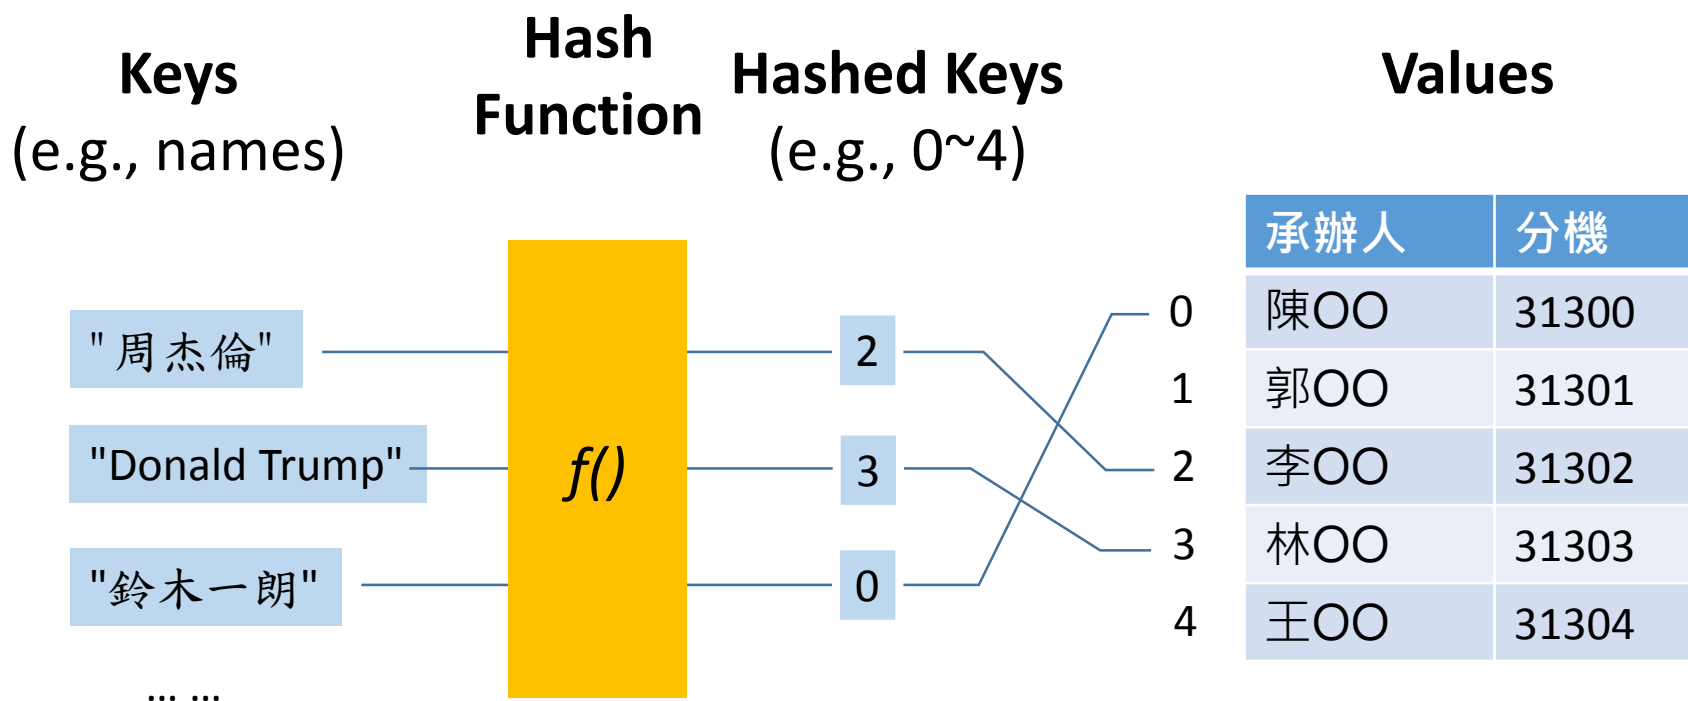 Keys
(e.g., names)
Hash
Function
Hashed Keys
(e.g., 0~4)
Values
"周杰倫"
"Donald Trump"
"鈴木一朗"
... ...
f()
2
3
0
0
1
2
3
4
承辦人 分機
陳OO 31300
郭OO 31301
李OO 31302
林OO 31303
王OO 31304